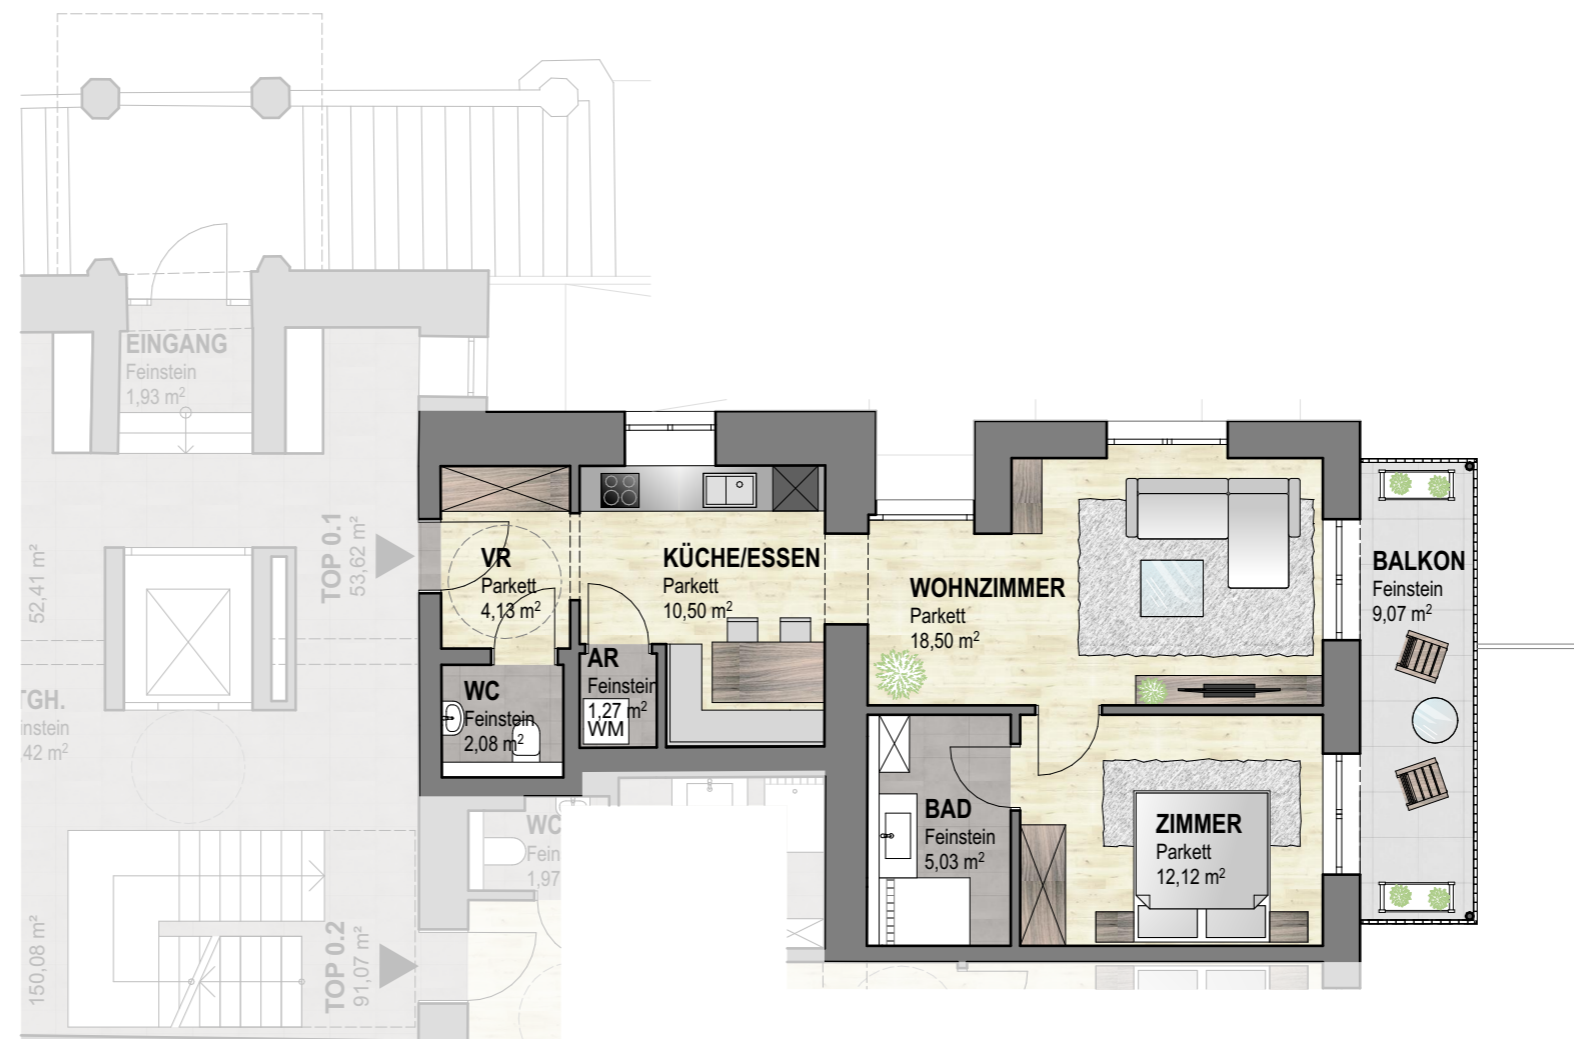 EINGANG
Feinstein
1,93 m²
TOP 0.1
53,62 m²
52,41 m²
VR
Parkett
4,13 m²
KÜCHE/ESSEN
Parkett
10,50 m²
WOHNZIMMER
Parkett
18,50 m²
BALKON
Feinstein
9,07 m²
AR
Feinstein
1,27 m²
WM
WC
Feinstein
2,08 m²
TGH.
instein
,42 m²
BAD
Feinstein
5,03 m²
ZIMMER
Parkett
12,12 m²
WC
Fein
1,97
TOP 0.2
91,07 m²
150,08 m²